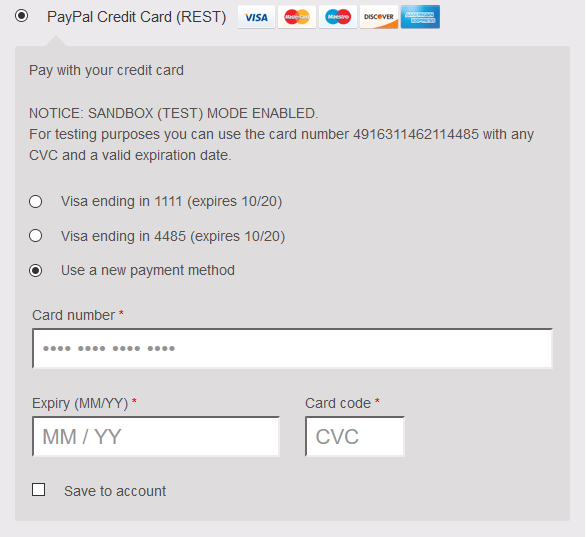 PayPal Credit Card (REST) VISA MasterCard Maestro DISCOVER AMERICAN EXPRESS
Pay with your credit card
NOTICE: SANDBOX (TEST) MODE ENABLED.
For testing purposes you can use the card number 4916311462114485 with any
CVC and a valid expiration date.
Visa ending in 1111 (expires 10/20)
Visa ending in 4485 (expires 10/20)
Use a new payment method
Card number *
•••• •••• •••• ••••
Expiry (MM/YY) * Card code *
MM / YY CVC
Save to account